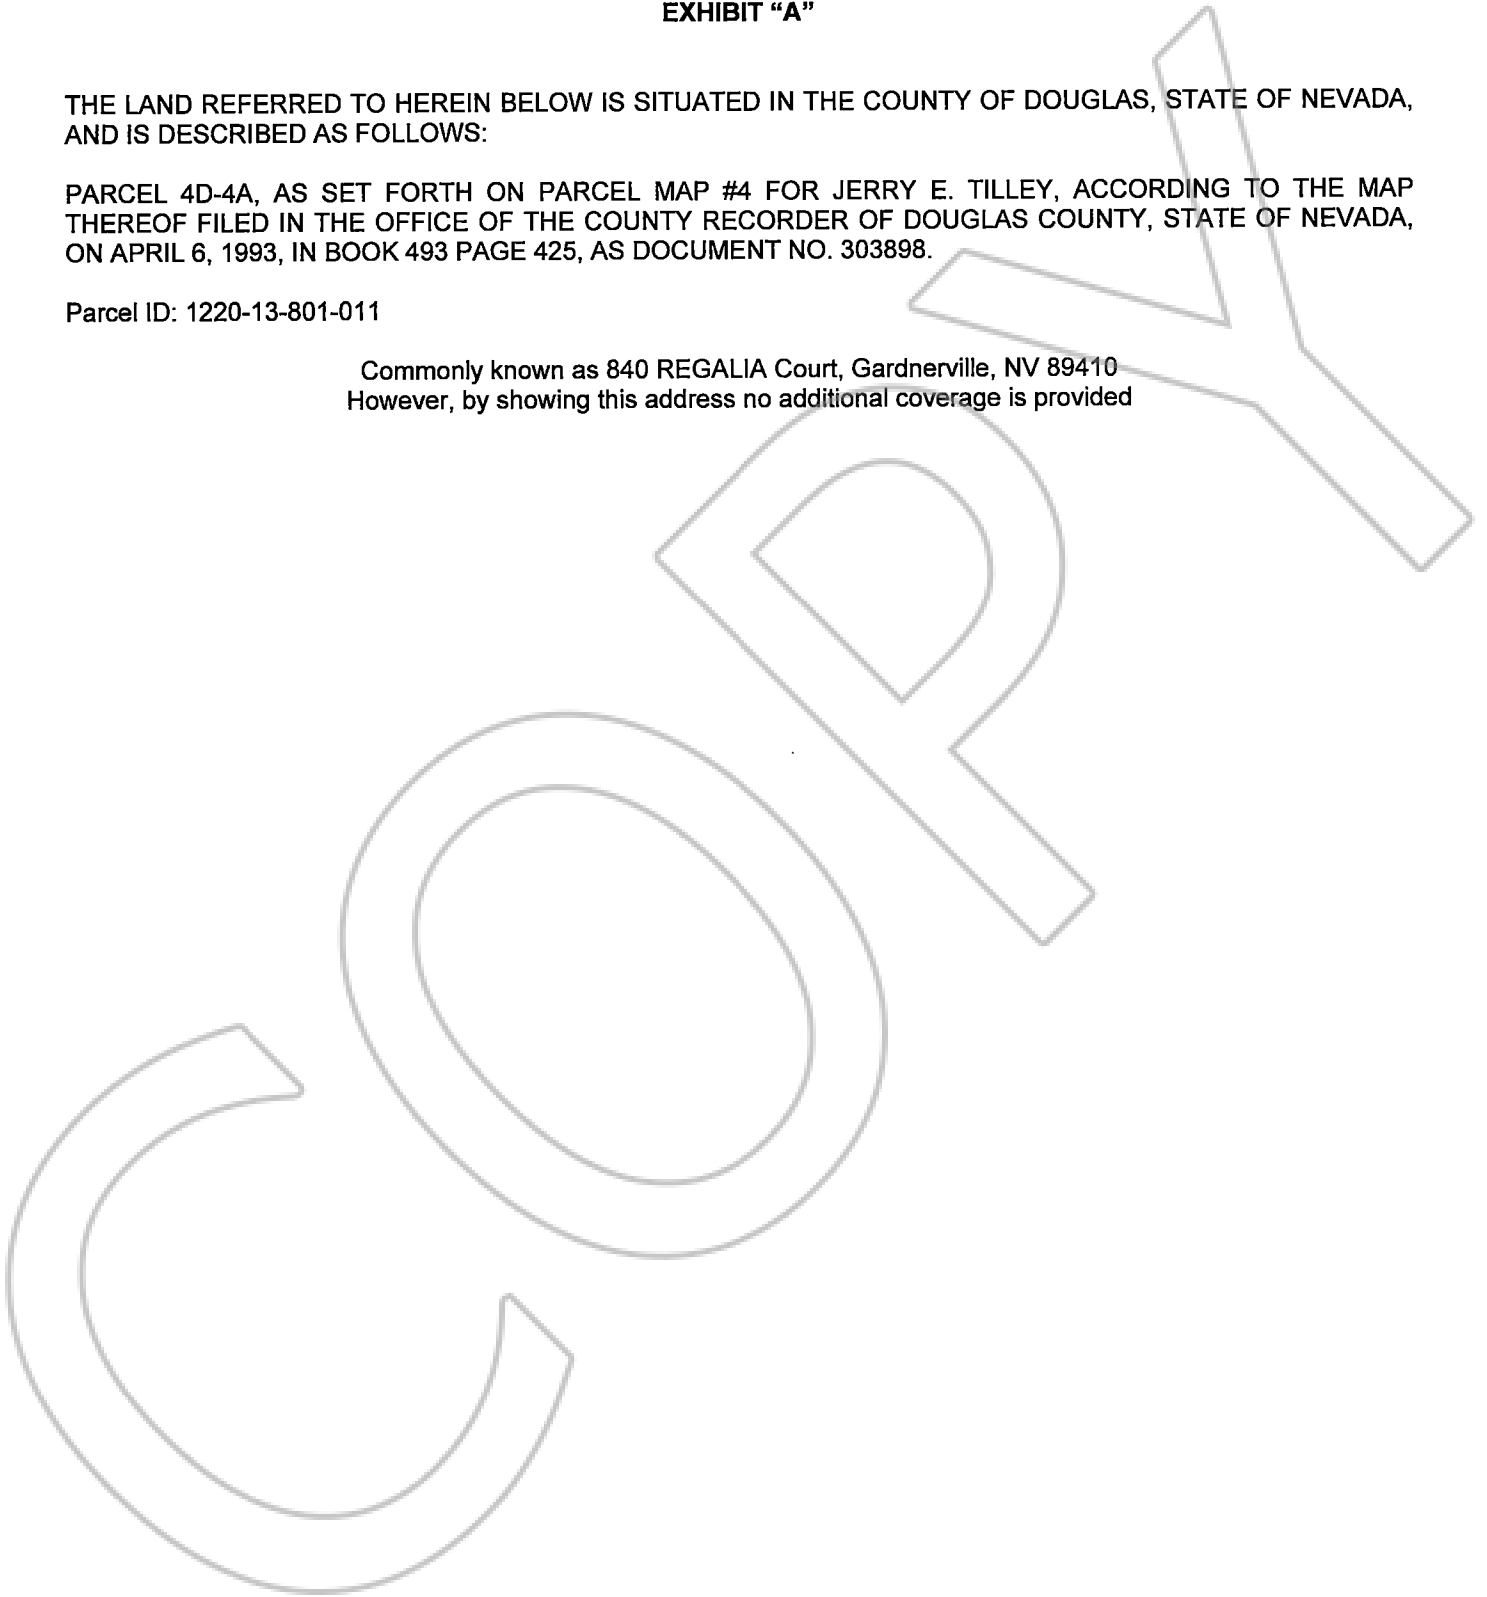 EXHIBIT “A”
THE LAND REFERRED TO HEREIN BELOW IS SITUATED IN THE COUNTY OF DOUGLAS, STATE OF NEVADA,
AND IS DESCRIBED AS FOLLOWS:
PARCEL 4D-4A, AS SET FORTH ON PARCEL MAP #4 FOR JERRY E. TILLEY, ACCORDING TO THE MAP
THEREOF FILED IN THE OFFICE OF THE COUNTY RECORDER OF DOUGLAS COUNTY, STATE OF NEVADA,
ON APRIL 6, 1993, IN BOOK 493 PAGE 425, AS DOCUMENT NO. 303898.
Parcel ID: 1220-13-801-011
Commonly known as 840 REGALIA Court, Gardnerville, NV 89410
However, by showing this address no additional coverage is provided
COPY